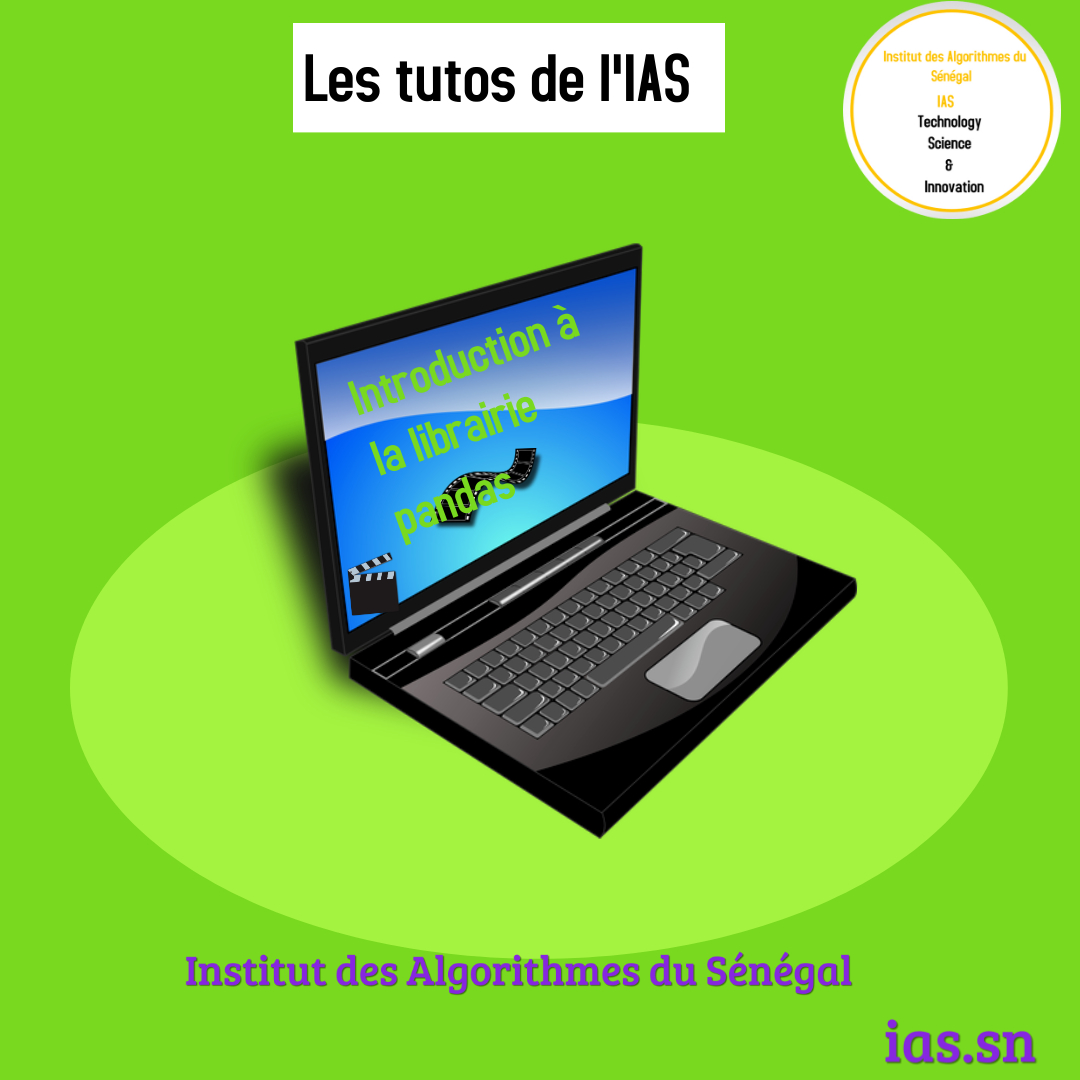 Les tutos de l'IAS
Institut des Algorithmes du
Sénégal
IAS
Technology
Science
&
Innovation
Introduction à
la librairie
pandas
Institut des Algorithmes du Sénégal
ias.sn